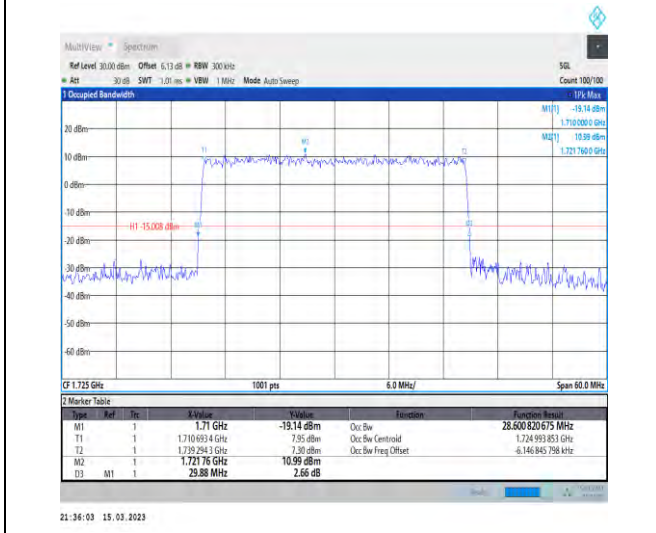 MultiView Spectrum
Ref Level 30.00 dBm Offset 6.13 dB RBW 300 kHz SGL
Att 30 dB SWT 1.01 ms VBW 1 MHz Mode Auto Sweep Count 100/100
1 Occupied Bandwidth 1Pk Max
M1[1] -19.14 dBm
1.710 000 0 GHz
M2[1] 10.99 dBm
1.721 760 0 GHz
20 dBm
M2
T1
T2
10 dBm
0 dBm
-10 dBm
H1 -15.008 dBm
M1
D3
-20 dBm
-30 dBm
-40 dBm
-50 dBm
-60 dBm
CF 1.725 GHz 1001 pts 6.0 MHz/ Span 60.0 MHz
2 Marker Table
Type Ref Trc X-Value Y-Value Function Function Result
M1 1 1.71 GHz -19.14 dBm Occ Bw 28.600 820 675 MHz
T1 1 1.710 693 4 GHz 7.95 dBm Occ Bw Centroid 1.724 993 853 GHz
T2 1 1.739 294 3 GHz 7.30 dBm Occ Bw Freq Offset -6.146 845 798 kHz
M2 1 1.721 76 GHz 10.99 dBm
D3 M1 1 29.88 MHz 2.66 dB
21:36:03 15.03.2023